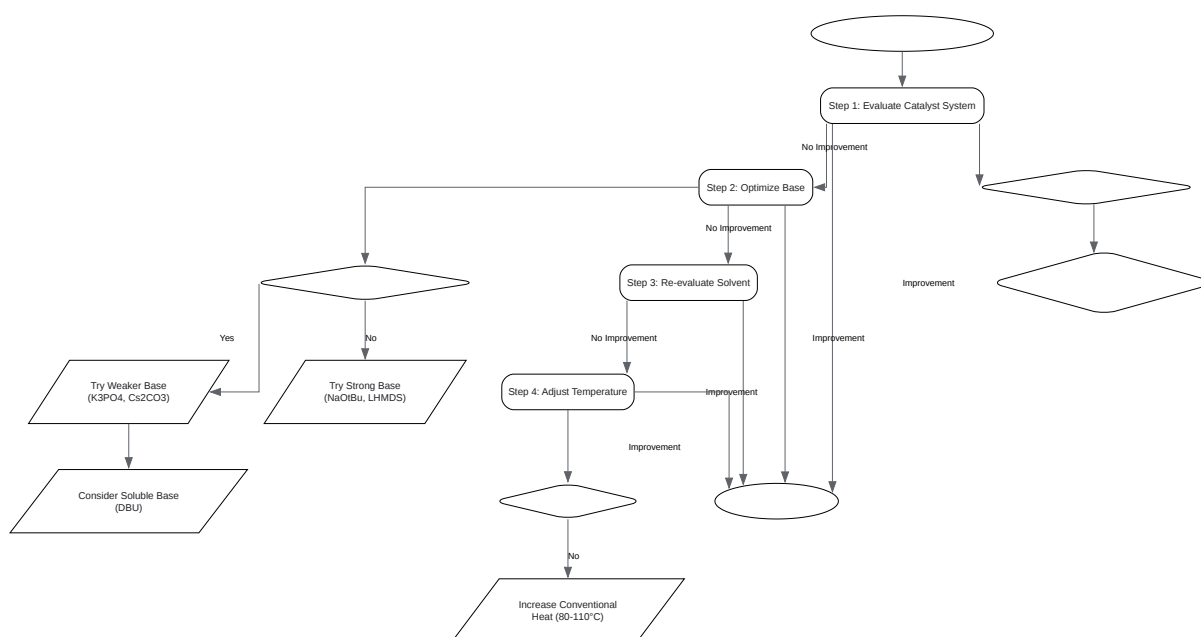 Step 1: Evaluate Catalyst System
No Improvement
Step 2: Optimize Base
No Improvement
Step 3: Re-evaluate Solvent
Improvement
Yes
No
No Improvement
Improvement
Try Weaker Base
(K3PO4, Cs2CO3)
Try Strong Base
(NaOtBu, LHMDS)
Step 4: Adjust Temperature
Improvement
Improvement
Consider Soluble Base
(DBU)
No
Increase Conventional
Heat (80-110°C)